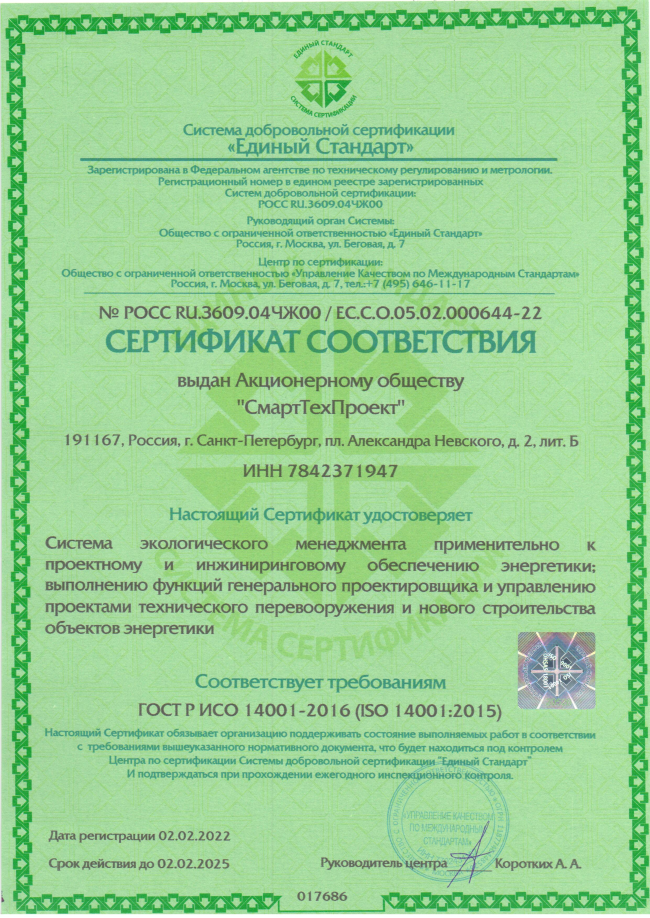 ЕДИНЫЙ СТАНДАРТ
СИСТЕМА СЕРТИФИКАЦИИ
Система добровольной сертификации
«Единый Стандарт»
Зарегистрирована в Федеральном агентстве по техническому регулированию и метрологии.
Регистрационный номер в едином реестре зарегистрированных
Систем добровольной сертификации:
РОСС RU.3609.04ЧЖ00
Руководящий орган Системы:
Общество с ограниченной ответственностью «Единый Стандарт»
Россия, г. Москва, ул. Беговая, д. 7
Центр по сертификации:
Общество с ограниченной ответственностью «Управление Качеством по Международным Стандартам»
Россия, г. Москва, ул. Беговая, д. 7, тел.:+7 (495) 646-11-17
№ РОСС RU.3609.04ЧЖ00 / ЕС.С.О.05.02.000644-22
СЕРТИФИКАТ СООТВЕТСТВИЯ
выдан Акционерному обществу
"СмартТехПроект"
191167, Россия, г. Санкт-Петербург, пл. Александра Невского, д. 2, лит. Б
ИНН 7842371947
Настоящий Сертификат удостоверяет
Система экологического менеджмента применительно к
проектному и инжиниринговому обеспечению энергетики;
выполнению функций генерального проектировщика и управлению
проектами технического перевооружения и нового строительства
объектов энергетики
Соответствует требованиям
ГОСТ Р ИСО 14001-2016 (ISO 14001:2015)
Настоящий Сертификат обязывает организацию поддерживать состояние выполняемых работ в соответствии
с требованиями вышеуказанного нормативного документа, что будет находиться под контролем
Центра по сертификации Системы добровольной сертификации "Единый Стандарт"
И подтверждаться при прохождении ежегодного инспекционного контроля.
«УПРАВЛЕНИЕ КАЧЕСТВОМ
ПО МЕЖДУНАРОДНЫМ
СТАНДАРТАМ»
Дата регистрации 02.02.2022
Срок действия до 02.02.2025
Руководитель центра
Коротких А. А.
017686